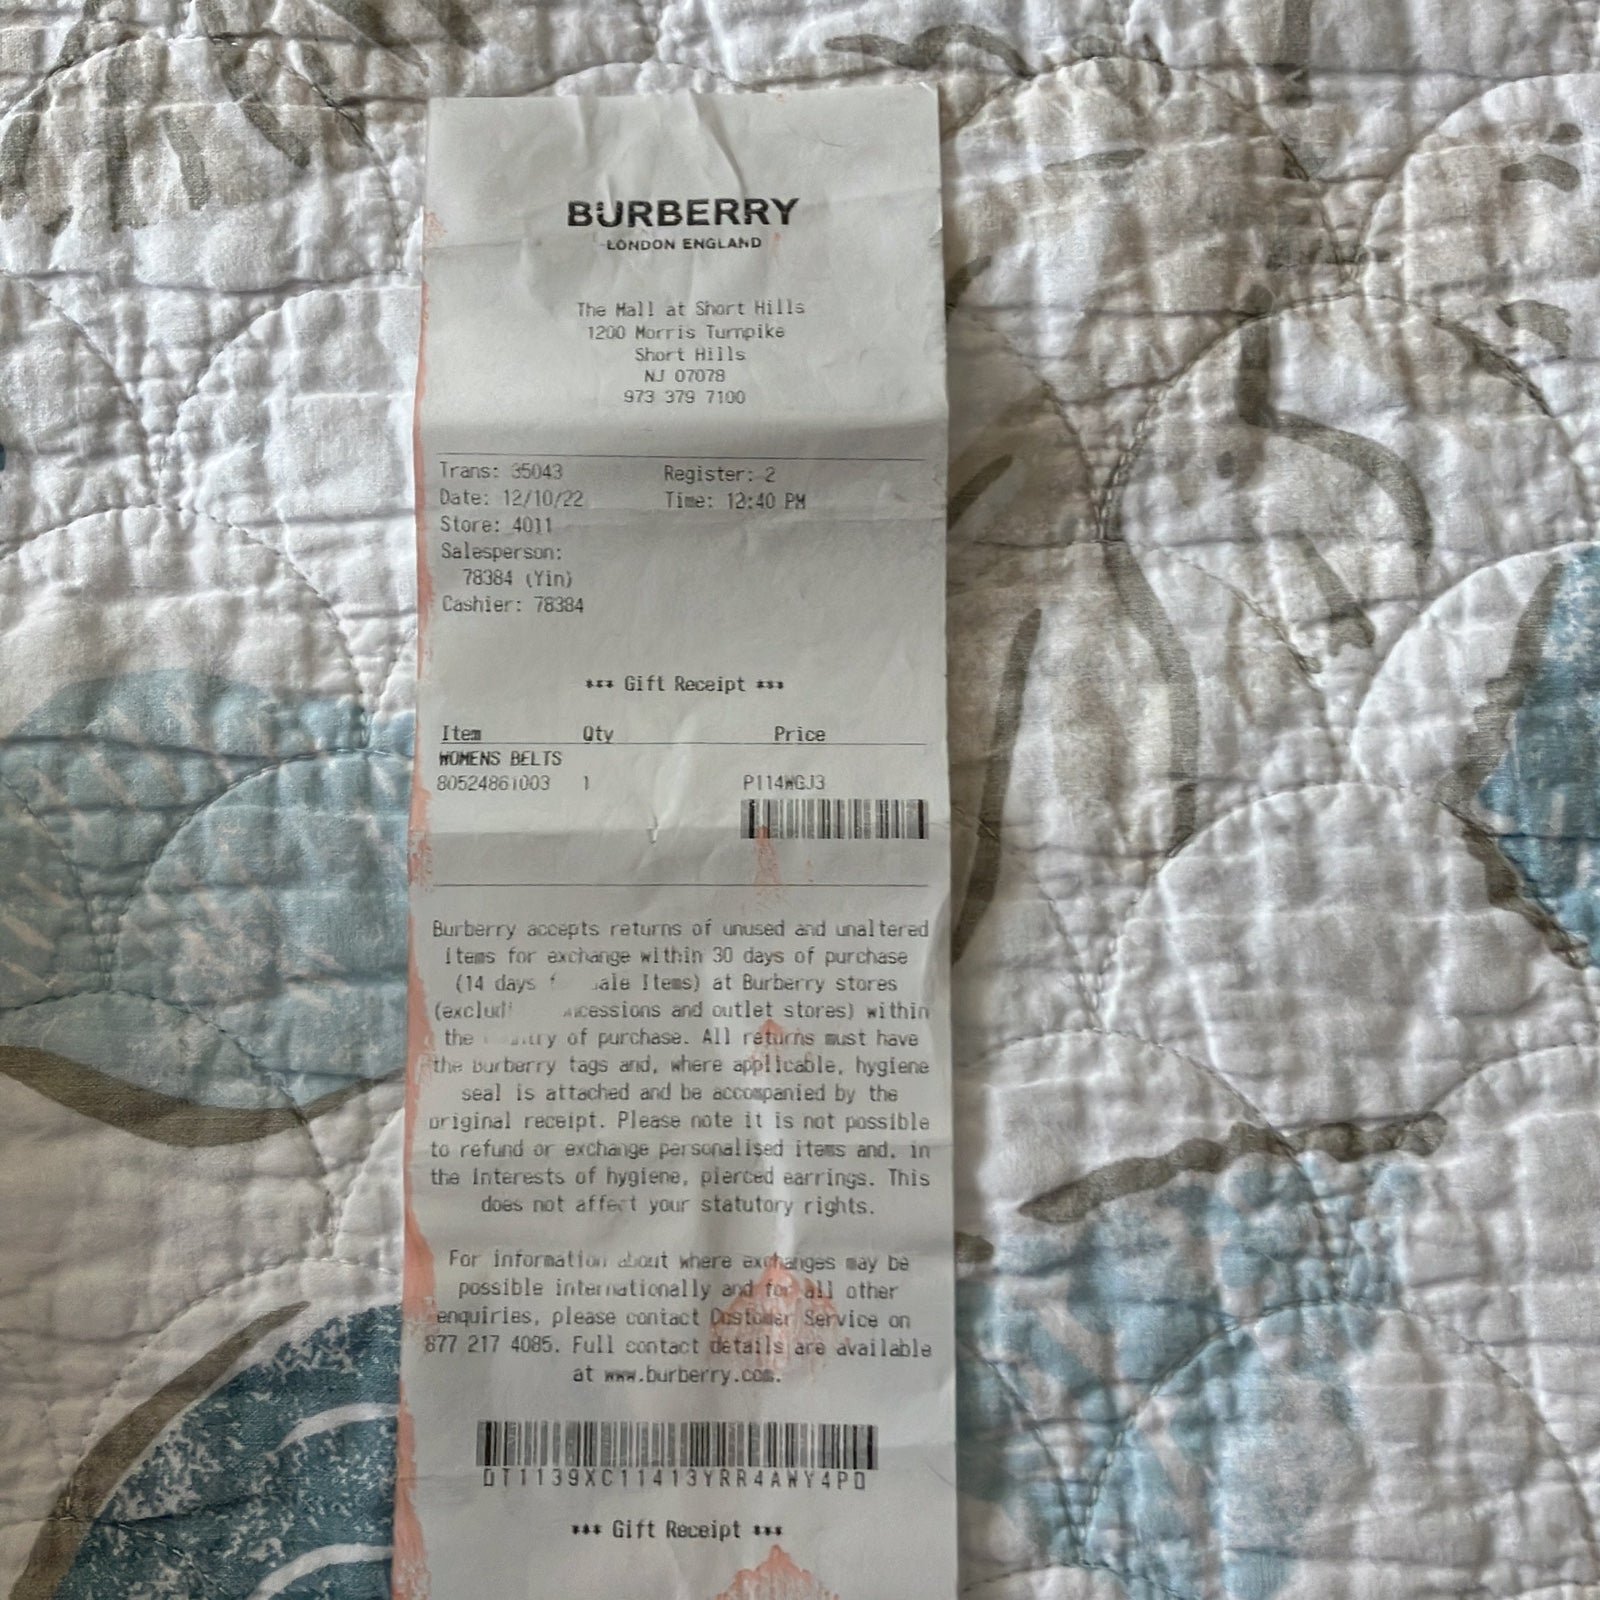 BURBERRY
LONDON ENGLAND
The Mall at Short Hills
1200 Morris Turnpike
Short Hills
NJ 07078
973 379 7100
Trans: 35043 Register: 2
Date: 12/10/22 Time: 12:40 PM
Store: 4011
Salesperson:
78384 (Yin)
Cashier: 78384
*** Gift Receipt ***
Item Qty Price
WOMENS BELTS
80524861003 1 P114WGJ3
Burberry accepts returns of unused and unaltered
items for exchange within 30 days of purchase
(14 days Items) at Burberry stores
and outlet stores) within
the of purchase. All returns must have
the Burberry tags and, where applicable, hygiene
seal is attached and be accompanied by the
original receipt. Please note it is not possible
to refund or exchange personalised items and, in
the interests of hygiene, pierced earrings. This
does not affect your statutory rights.
For information about where exchanges may be
possible internationally and for all other
enquiries, please contact Customer Service on
877 217 4085. Full contact details are available
at www.burberry.com.
*** Gift Receipt ***